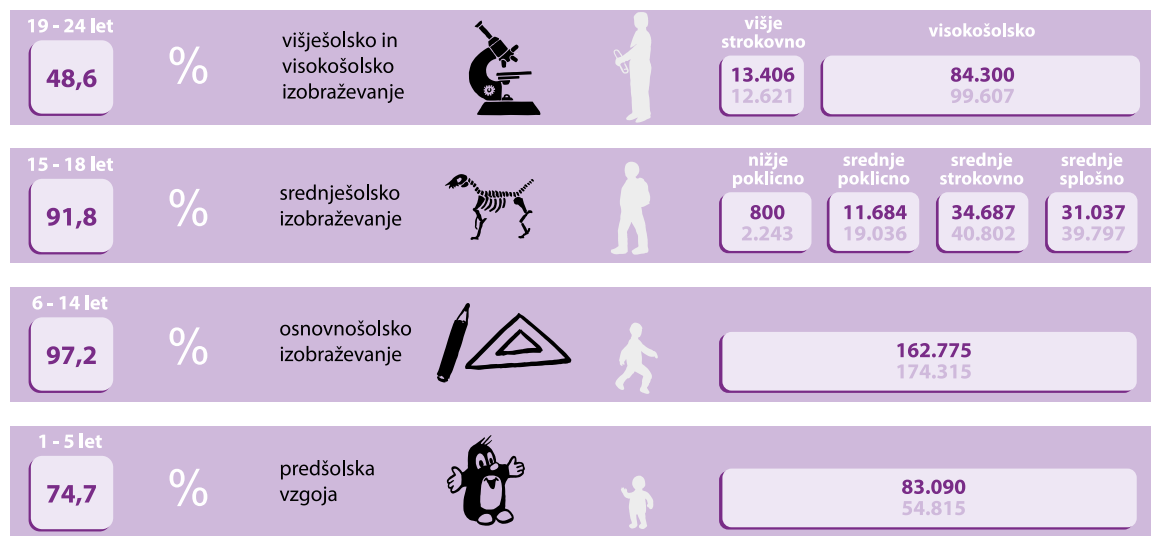 19 - 24 let
48,6
%
višješolsko in
visokošolsko
izobraževanje
višje
strokovno
13.406
12.621
visokošolsko
84.300
99.607
15 - 18 let
91,8
%
srednješolsko
izobraževanje
nižje
poklicno
800
2.243
srednje
poklicno
11.684
19.036
srednje
strokovno
34.687
40.802
srednje
splošno
31.037
39.797
6 - 14 let
97,2
%
osnovnošolsko
izobraževanje
162.775
174.315
1 - 5 let
74,7
%
predšolska
vzgoja
83.090
54.815